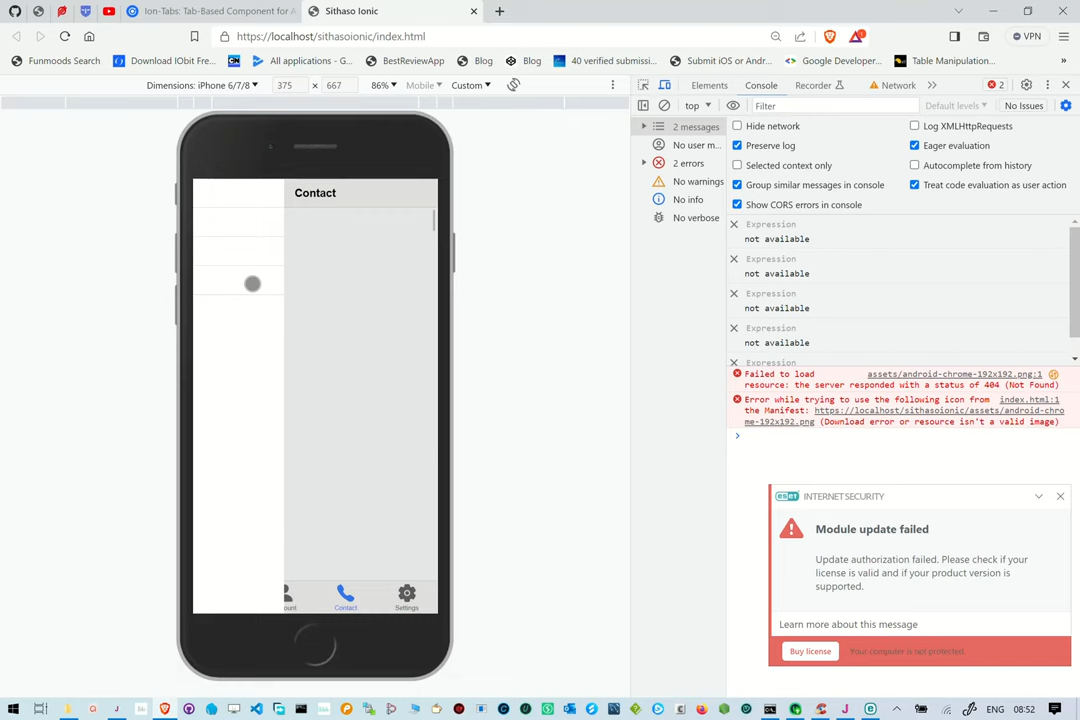 Ion-Tabs: Tab-Based Component for A
Sithaso Ionic
https://localhost/sithasoionic/index.html
VPN
Funmoods Search
Download IObit Fre...
All applications - G...
BestReviewApp
Blog
Blog
40 verified submissi...
Submit iOS or Andr...
Google Developer...
Table Manipulation...
Dimensions: iPhone 6/7/8
375
x
667
86%
Mobile
Custom
Elements
Console
Recorder
Network
2
top
Filter
Default levels
No Issues
2 messages
No user m...
2 errors
No warnings
No info
No verbose
Hide network
Preserve log
Selected context only
Group similar messages in console
Show CORS errors in console
Log XMLHttpRequests
Eager evaluation
Autocomplete from history
Treat code evaluation as user action
Expression
not available
Expression
not available
Expression
not available
Expression
not available
Expression
Failed to load assets/android-chrome-192x192.png:1
resource: the server responded with a status of 404 (Not Found)
Error while trying to use the following icon from index.html:1
the Manifest: https://localhost/sithasoionic/assets/android-chro
me-192x192.png (Download error or resource isn't a valid image)
Contact
ount
Contact
Settings
eset INTERNET SECURITY
Module update failed
Update authorization failed. Please check if your
license is valid and if your product version is
supported.
Learn more about this message
Buy license
Your computer is not protected.
ENG
08:52